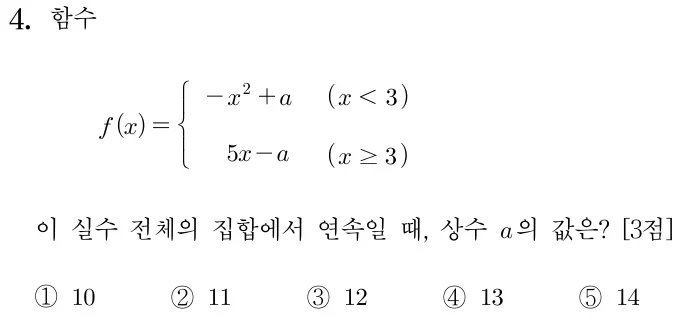 4. 함수
f(x) = { -x² + a (x < 3)
5x - a (x ≥ 3)
이 실수 전체의 집합에서 연속일 때, 상수 a의 값은? [3점]
① 10 ② 11 ③ 12 ④ 13 ⑤ 14